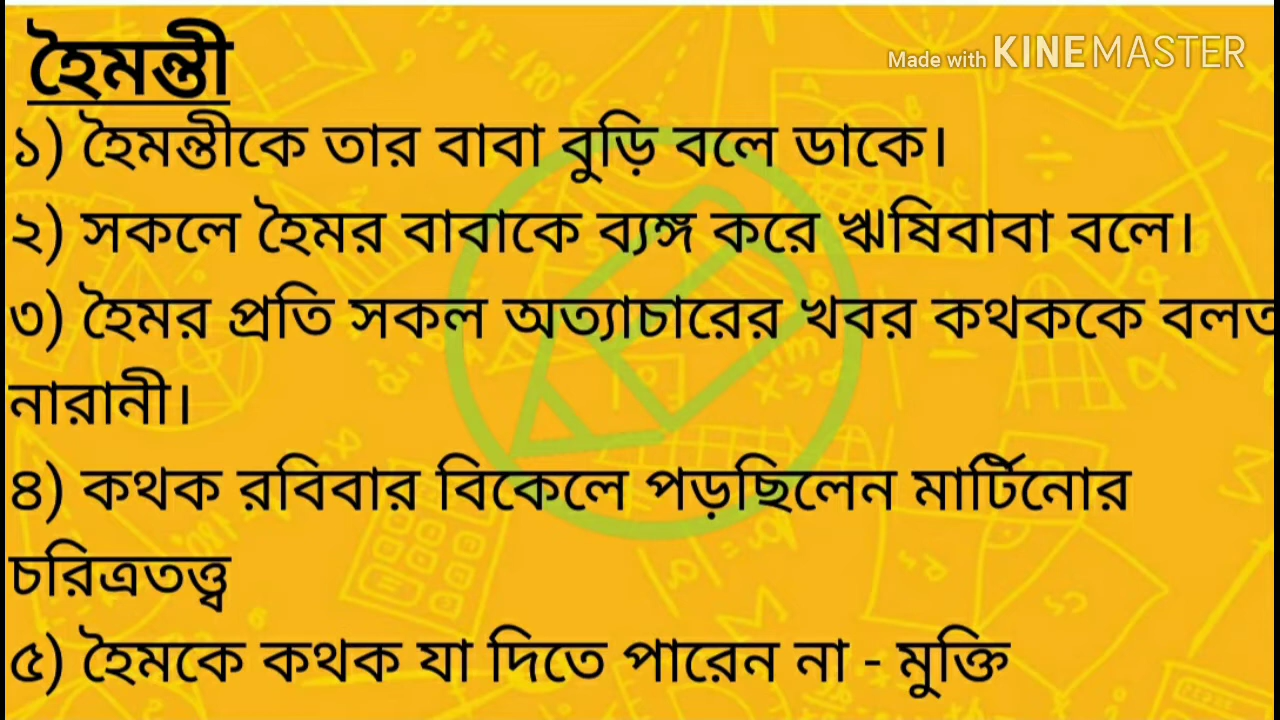 হৈমন্তী
Made with KINEMASTER
১) হৈমন্তীকে তার বাবা বুড়ি বলে ডাকে।
২) সকলে হৈমর বাবাকে ব্যঙ্গ করে ঋষিবাবা বলে।
৩) হৈমর প্রতি সকল অত্যাচারের খবর কথককে বলত
নারানী।
৪) কথক রবিবার বিকেলে পড়ছিলেন মার্টিনোর
চরিত্রতত্ত্ব
৫) হৈমকে কথক যা দিতে পারেন না - মুক্তি